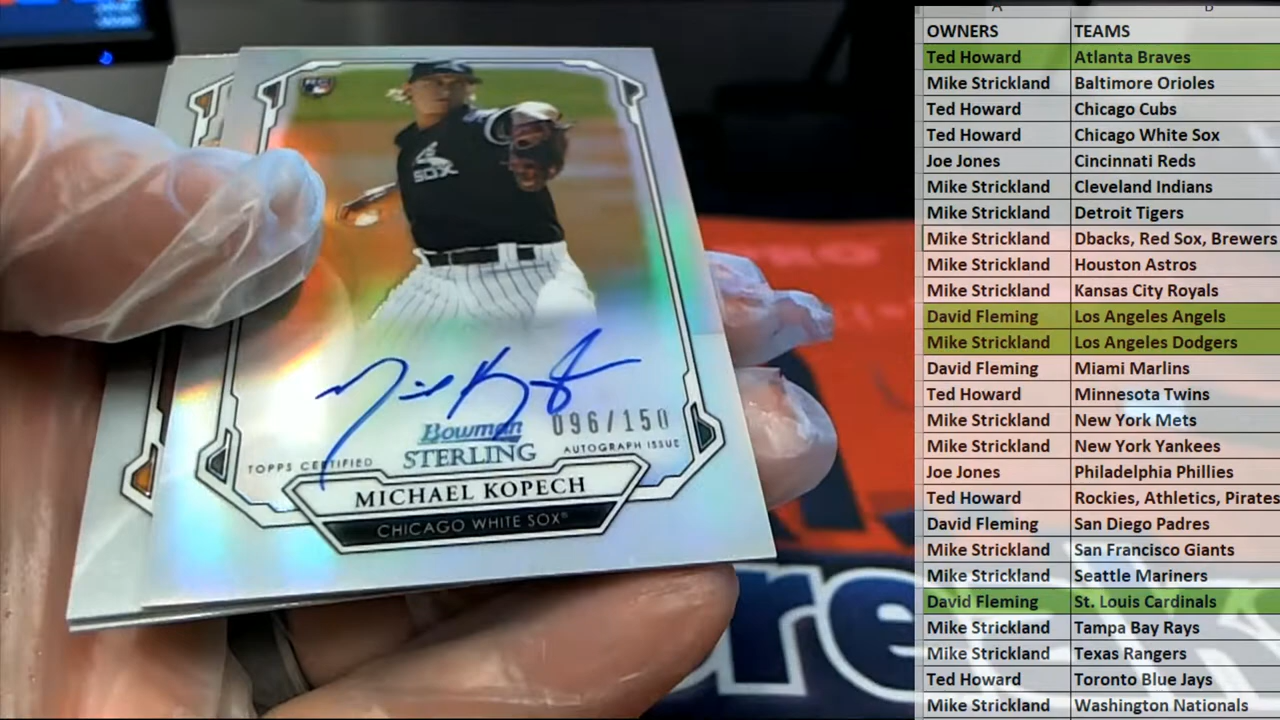 RC
SOX
096/150
Bowman
STERLING
TOPPS CERTIFIED
AUTOGRAPH ISSUE
MICHAEL KOPECH
CHICAGO WHITE SOX®
A B
OWNERS TEAMS
Ted Howard Atlanta Braves
Mike Strickland Baltimore Orioles
Ted Howard Chicago Cubs
Ted Howard Chicago White Sox
Joe Jones Cincinnati Reds
Mike Strickland Cleveland Indians
Mike Strickland Detroit Tigers
Mike Strickland Dbacks, Red Sox, Brewers
Mike Strickland Houston Astros
Mike Strickland Kansas City Royals
David Fleming Los Angeles Angels
Mike Strickland Los Angeles Dodgers
David Fleming Miami Marlins
Ted Howard Minnesota Twins
Mike Strickland New York Mets
Mike Strickland New York Yankees
Joe Jones Philadelphia Phillies
Ted Howard Rockies, Athletics, Pirates
David Fleming San Diego Padres
Mike Strickland San Francisco Giants
Mike Strickland Seattle Mariners
David Fleming St. Louis Cardinals
Mike Strickland Tampa Bay Rays
Mike Strickland Texas Rangers
Ted Howard Toronto Blue Jays
Mike Strickland Washington Nationals